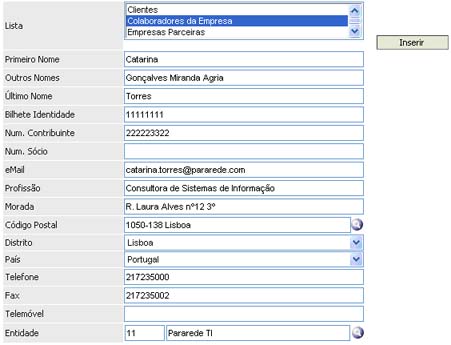 Lista
Clientes
Colaboradores da Empresa
Empresas Parceiras
Inserir
Primeiro Nome Catarina
Outros Nomes Gonçalves Miranda Agria
Último Nome Torres
Bilhete Identidade 11111111
Num. Contribuinte 222223322
Num. Sócio
eMail catarina.torres@pararede.com
Profissão Consultora de Sistemas de Informação
Morada R. Laura Alves nº12 3º
Código Postal 1050-138 Lisboa
Distrito Lisboa
País Portugal
Telefone 217235000
Fax 217235002
Telemóvel
Entidade 11 Pararede TI